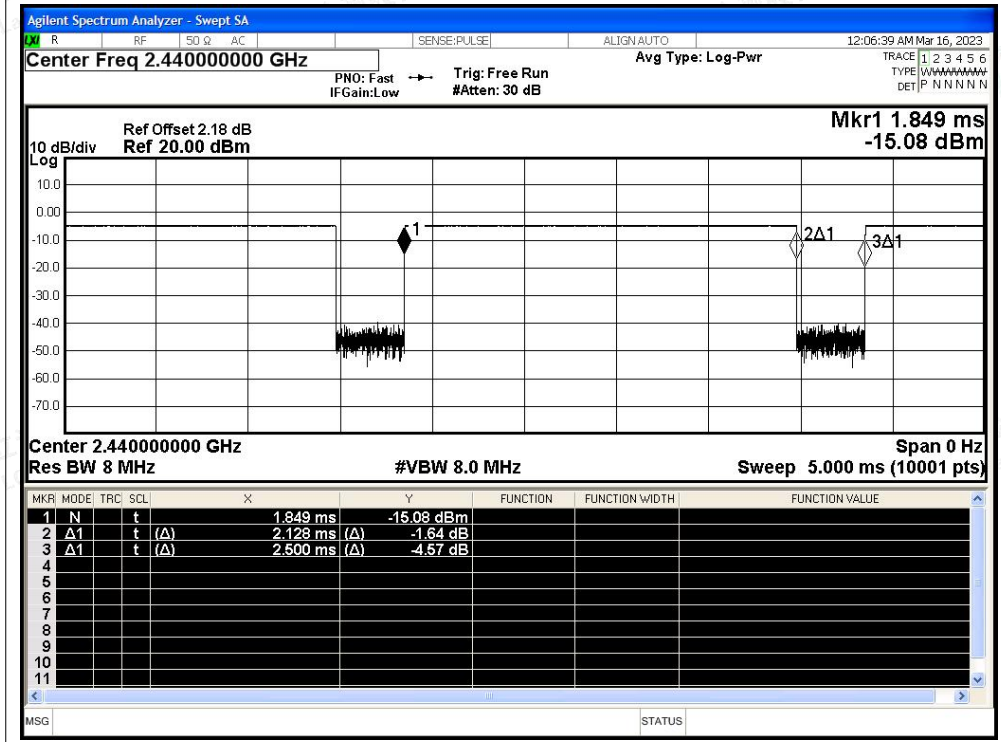 Agilent Spectrum Analyzer - Swept SA
LXI R RF 50 Ω AC SENSE:PULSE ALIGN AUTO 12:06:39 AM Mar 16, 2023
Center Freq 2.440000000 GHz
PNO: Fast
IFGain:Low
Trig: Free Run
#Atten: 30 dB
Avg Type: Log-Pwr
TRACE 1 2 3 4 5 6
TYPE WWWWWW
DET P N N N N N
Mkr1 1.849 ms
-15.08 dBm
Ref Offset 2.18 dB
10 dB/div Ref 20.00 dBm
Log
10.0
0.00
-10.0
-20.0
-30.0
-40.0
-50.0
-60.0
-70.0
1
2Δ1
3Δ1
Center 2.440000000 GHz Span 0 Hz
Res BW 8 MHz #VBW 8.0 MHz Sweep 5.000 ms (10001 pts)
MKR MODE TRC SCL X Y FUNCTION FUNCTION WIDTH FUNCTION VALUE
1 N t 1.849 ms -15.08 dBm
2 Δ1 t (Δ) 2.128 ms (Δ) -1.64 dB
3 Δ1 t (Δ) 2.500 ms (Δ) -4.57 dB
4
5
6
7
8
9
10
11
MSG STATUS